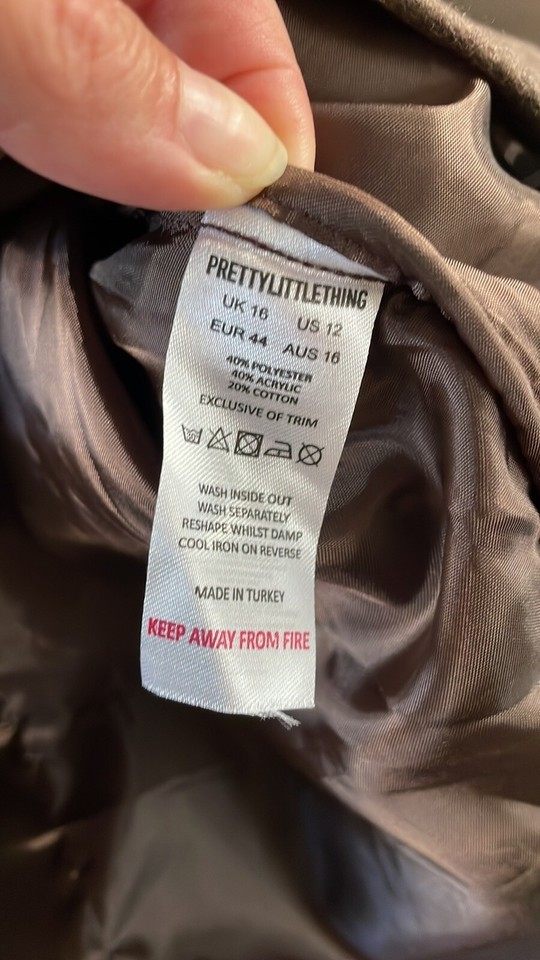 PRETTYLITTLETHING
UK 16 US 12
EUR 44 AUS 16
40% POLYESTER
40% ACRYLIC
20% COTTON
EXCLUSIVE OF TRIM
WASH INSIDE OUT
WASH SEPARATELY
RESHAPE WHILST DAMP
COOL IRON ON REVERSE
MADE IN TURKEY
KEEP AWAY FROM FIRE